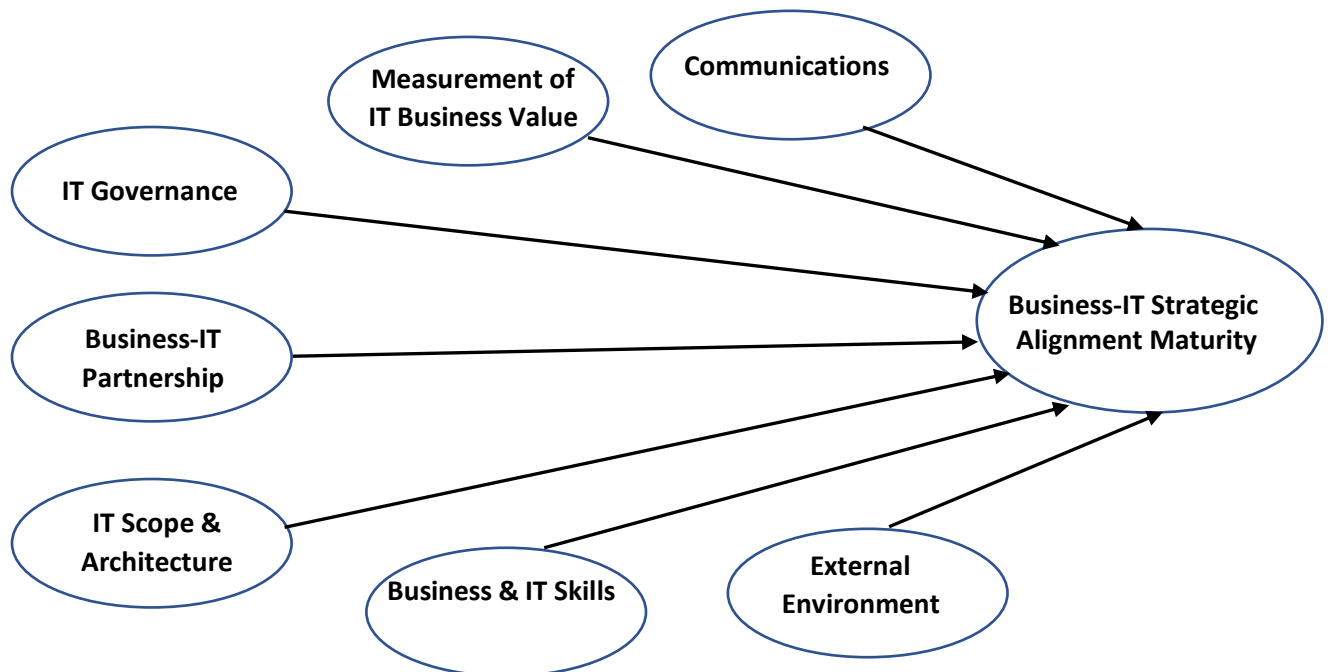 Communications
Measurement of
IT Business Value
IT Governance
Business-IT Strategic
Alignment Maturity
Business-IT
Partnership
IT Scope &
Architecture
Business & IT Skills
External
Environment